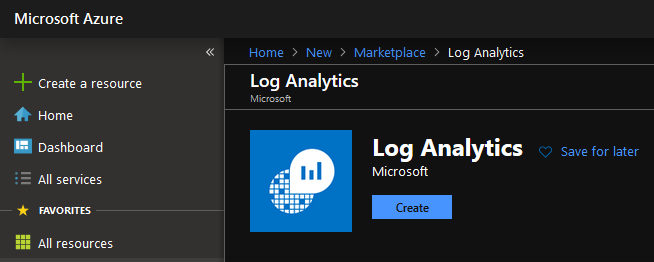 Microsoft Azure
«
Home > New > Marketplace > Log Analytics
Create a resource
Home
Dashboard
All services
FAVORITES
All resources
Log Analytics
Microsoft
Log Analytics
Save for later
Microsoft
Create